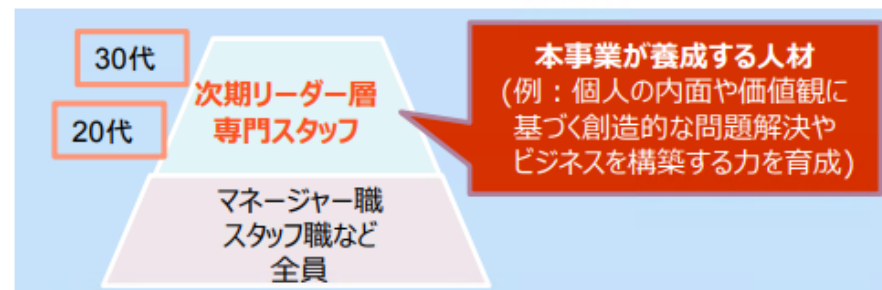 30代
20代
次期リーダー層
専門スタッフ
マネージャー職
スタッフ職など
全員
本事業が養成する人材
(例：個人の内面や価値観に
基づく創造的な問題解決や
ビジネスを構築する力を育成)